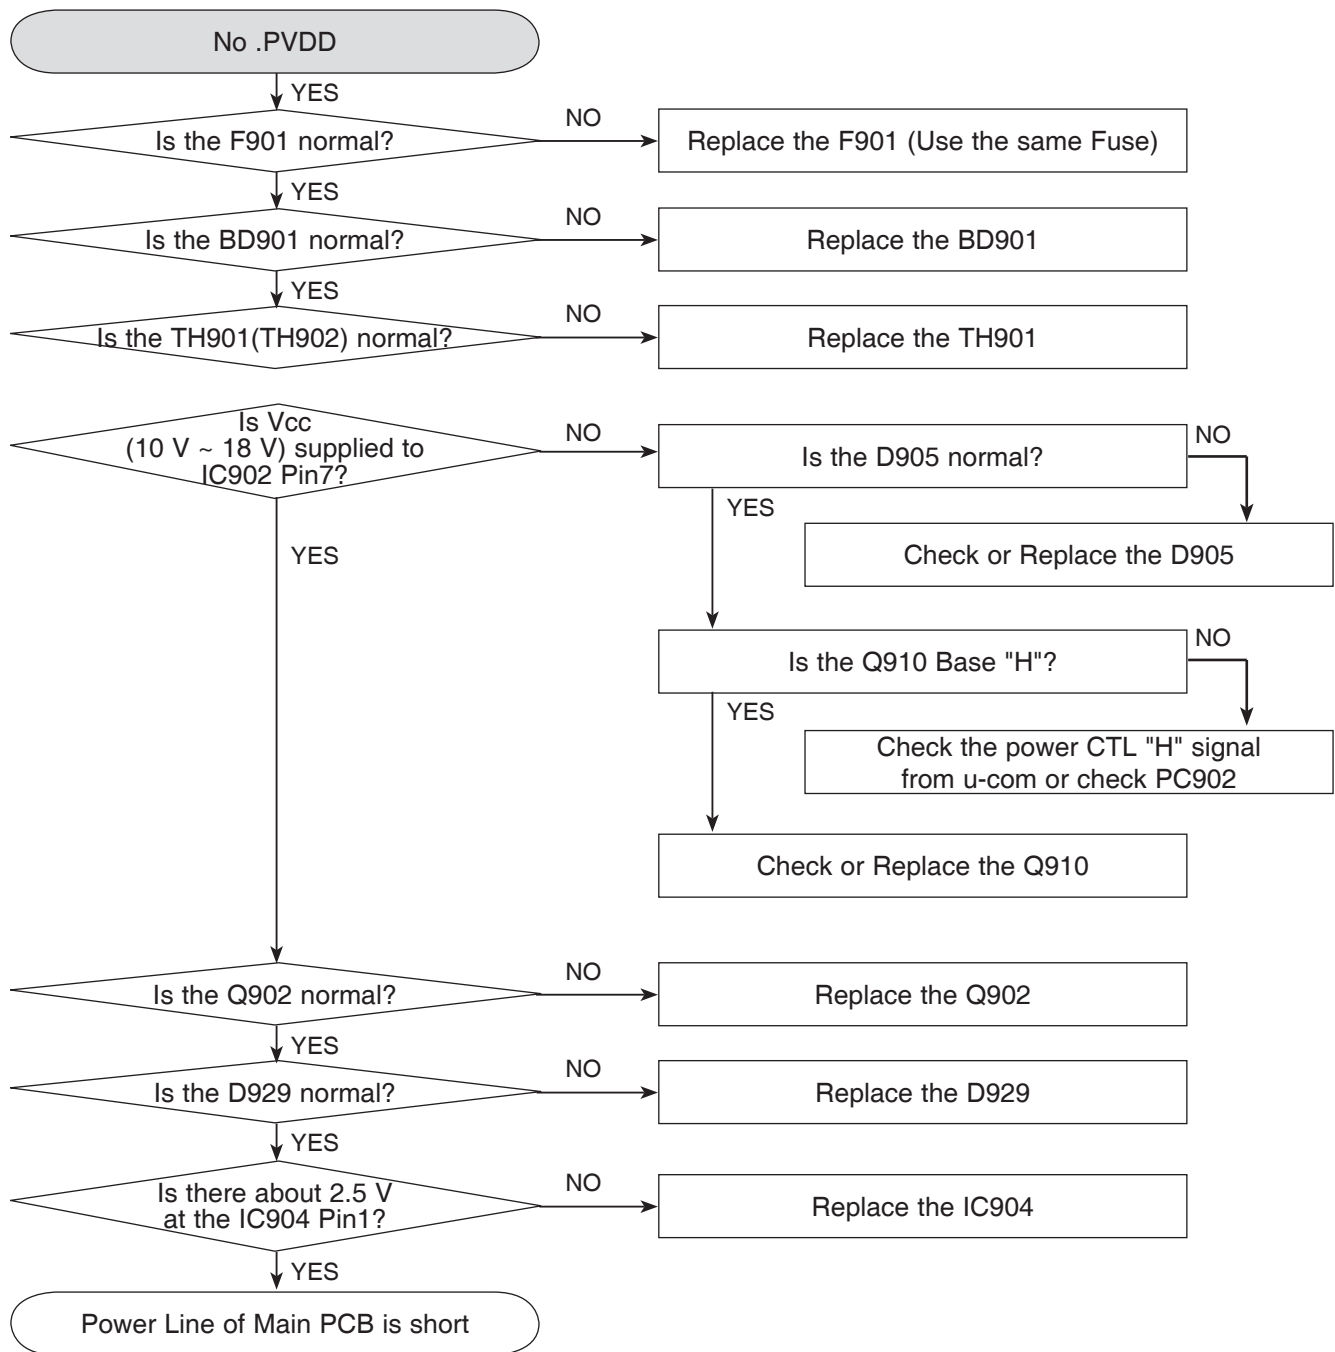 No .PVDD
YES
Is the F901 normal?
NO
Replace the F901 (Use the same Fuse)
YES
Is the BD901 normal?
NO
Replace the BD901
YES
Is the TH901(TH902) normal?
NO
Replace the TH901
Is Vcc
(10 V ~ 18 V) supplied to
IC902 Pin7?
NO
Is the D905 normal?
NO
YES
Check or Replace the D905
YES
Is the Q910 Base "H"?
NO
YES
Check the power CTL "H" signal
from u-com or check PC902
Check or Replace the Q910
Is the Q902 normal?
NO
Replace the Q902
YES
Is the D929 normal?
NO
Replace the D929
YES
Is there about 2.5 V
at the IC904 Pin1?
NO
Replace the IC904
YES
Power Line of Main PCB is short